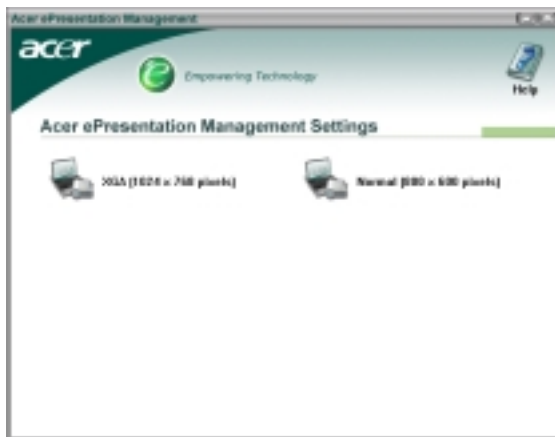 Acer ePresentation Management
acer
Empowering Technology
Help
Acer ePresentation Management Settings
XGA (1024 x 768 pixels)
Normal (800 x 600 pixels)